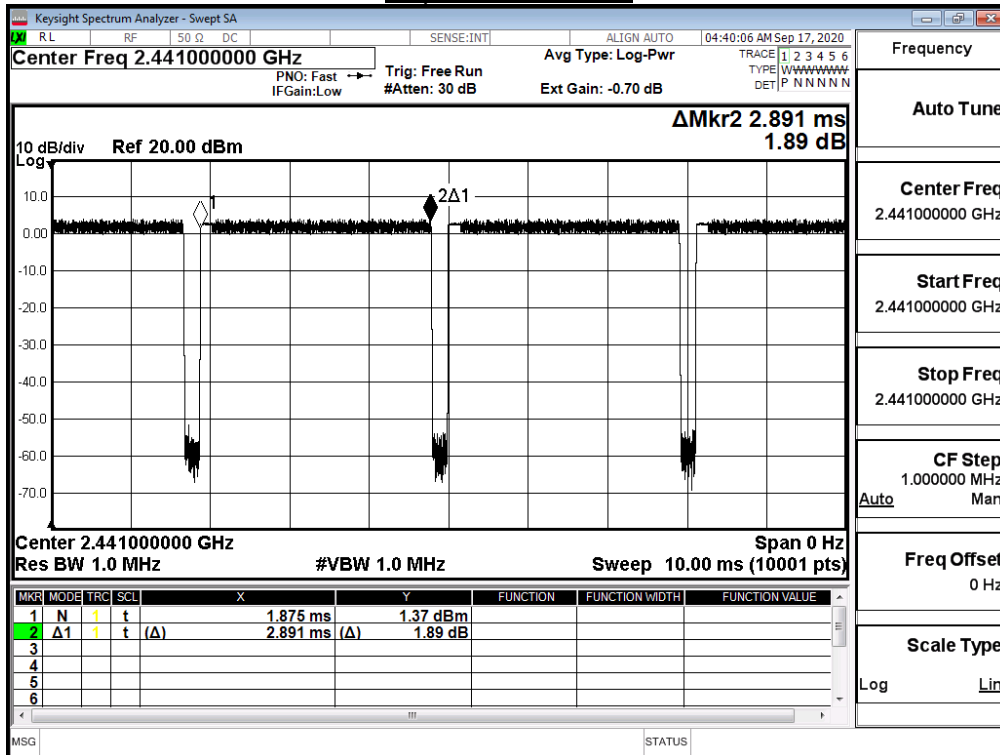 Keysight Spectrum Analyzer - Swept SA
LXI RL RF 50 Ω DC SENSE:INT ALIGN AUTO 04:40:06 AM Sep 17, 2020
Center Freq 2.441000000 GHz
PNO: Fast
IFGain:Low
Trig: Free Run
#Atten: 30 dB
Avg Type: Log-Pwr
Ext Gain: -0.70 dB
TRACE 1 2 3 4 5 6
TYPE WWWWWW
DET P N N N N N
ΔMkr2 2.891 ms
1.89 dB
10 dB/div Ref 20.00 dBm
Log
10.0
0.00
-10.0
-20.0
-30.0
-40.0
-50.0
-60.0
-70.0
1
2Δ1
Center 2.441000000 GHz Span 0 Hz
Res BW 1.0 MHz #VBW 1.0 MHz Sweep 10.00 ms (10001 pts)
MKR MODE TRC SCL X Y FUNCTION FUNCTION WIDTH FUNCTION VALUE
1 N 1 t 1.875 ms 1.37 dBm
2 Δ1 1 t (Δ) 2.891 ms (Δ) 1.89 dB
3
4
5
6
MSG STATUS
Frequency
Auto Tune
Center Freq
2.441000000 GHz
Start Freq
2.441000000 GHz
Stop Freq
2.441000000 GHz
CF Step
1.000000 MHz
Auto Man
Freq Offset
0 Hz
Scale Type
Log Lin